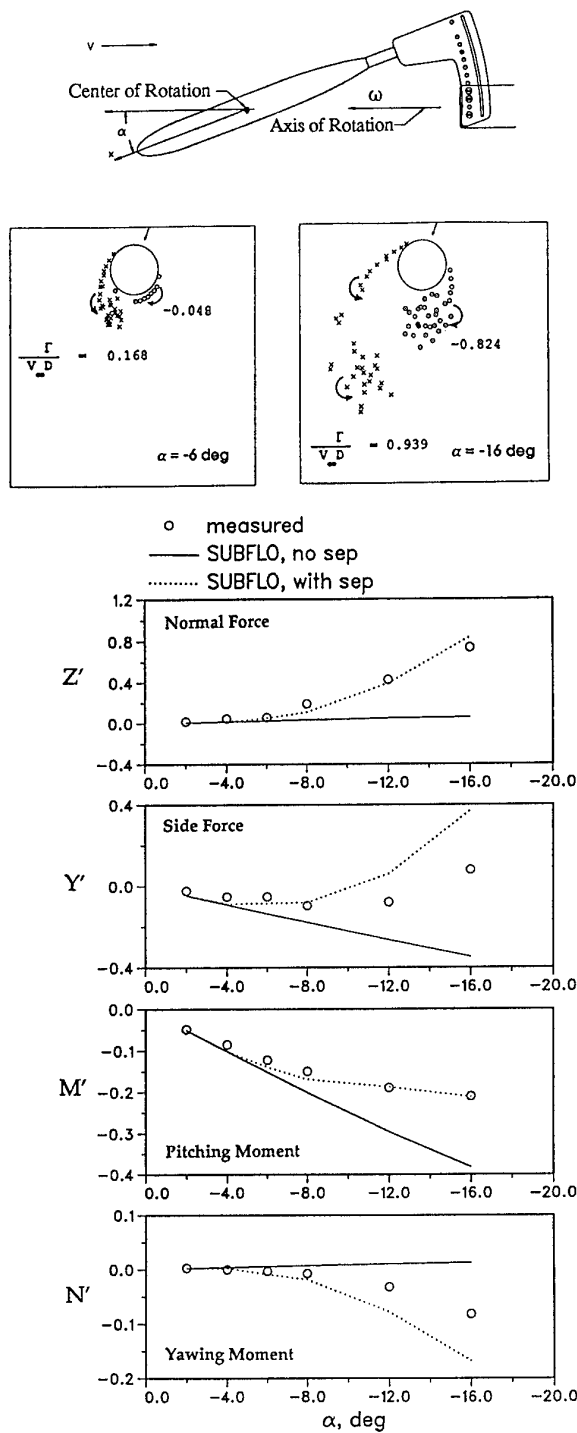 V
Center of Rotation
ω
α
Axis of Rotation
x
-0.048
Γ
V∞D
= 0.168
α = -6 deg
-0.824
Γ
V∞D
= 0.939
α = -16 deg
measured
SUBFLO, no sep
SUBFLO, with sep
1.2
Normal Force
0.8
Z'
0.4
0.0
-0.4
0.0 -4.0 -8.0 -12.0 -16.0 -20.0
0.4
Side Force
Y'
0.0
-0.4
0.0 -4.0 -8.0 -12.0 -16.0 -20.0
0.0
-0.1
M'
-0.2
-0.3
Pitching Moment
-0.4
0.0 -4.0 -8.0 -12.0 -16.0 -20.0
0.1
0.0
N'
-0.1
Yawing Moment
-0.2
0.0 -4.0 -8.0 -12.0 -16.0 -20.0
α, deg